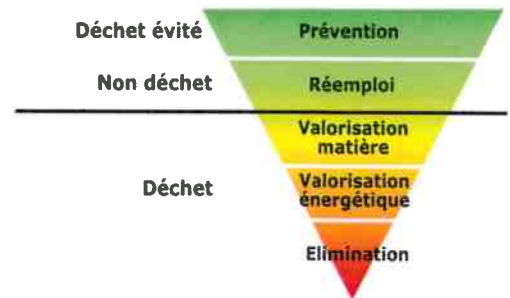 Déchet évité Prévention
Non déchet Réemploi
Valorisation
matière
Déchet
Valorisation
énergétique
Elimination